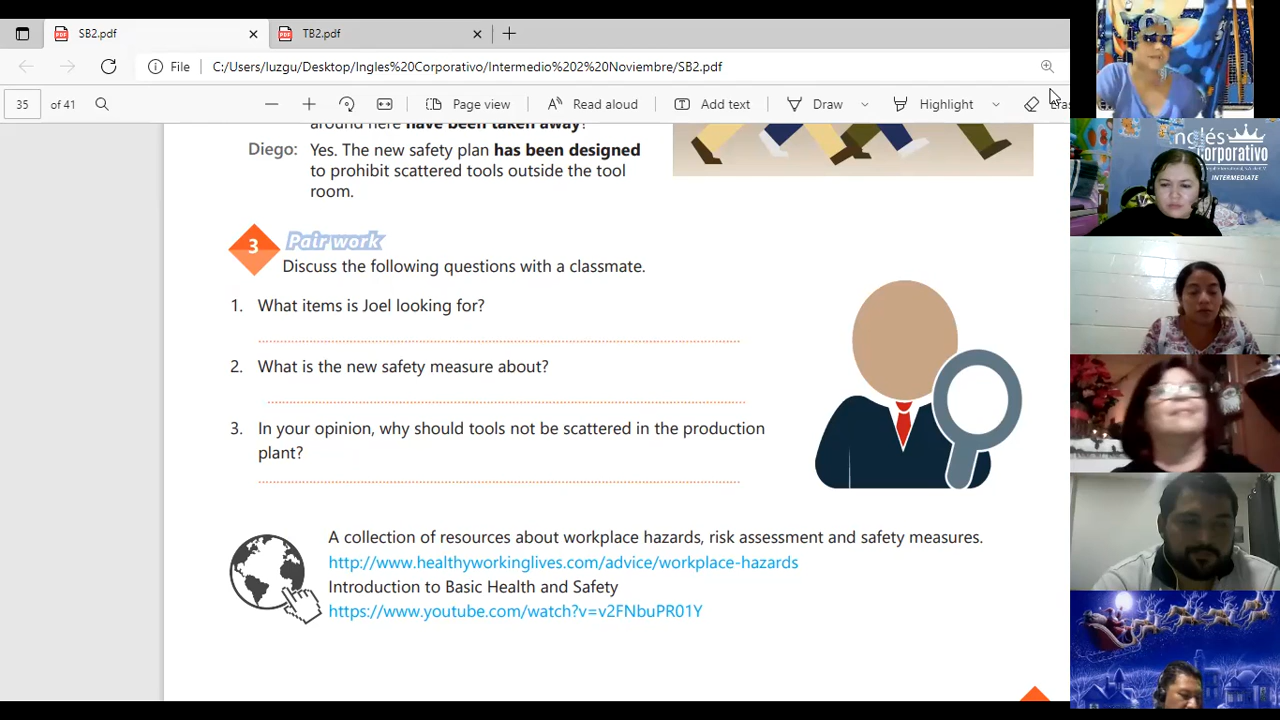 SB2.pdf
TB2.pdf
File
C:/Users/luzgu/Desktop/Ingles%20Corporativo/Intermedio%202%20Noviembre/SB2.pdf
35
of 41
Page view
Read aloud
Add text
Draw
Highlight
around here have been taken away?
Diego: Yes. The new safety plan has been designed
to prohibit scattered tools outside the tool
room.
3
Pair work
Discuss the following questions with a classmate.
1. What items is Joel looking for?
2. What is the new safety measure about?
3. In your opinion, why should tools not be scattered in the production
plant?
A collection of resources about workplace hazards, risk assessment and safety measures.
http://www.healthyworkinglives.com/advice/workplace-hazards
Introduction to Basic Health and Safety
https://www.youtube.com/watch?v=v2FNbuPR01Y
INTERMEDIATE